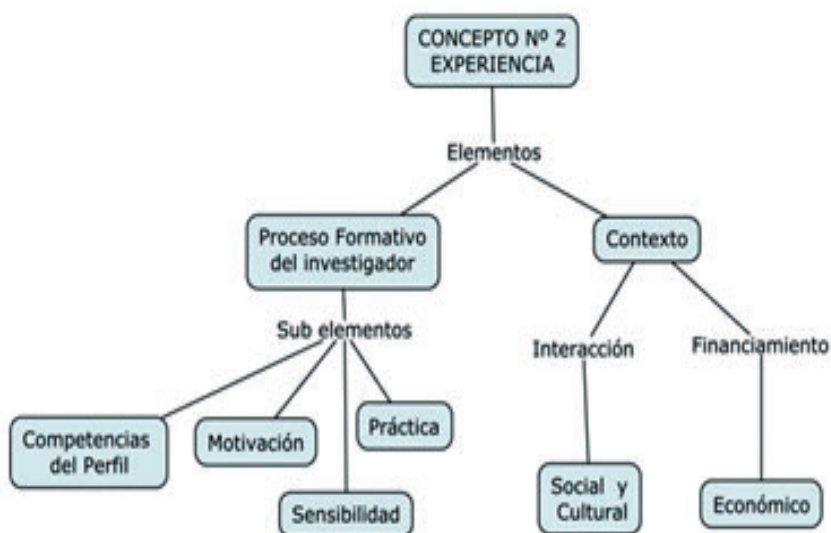 CONCEPTO Nº 2
EXPERIENCIA
Elementos
Proceso Formativo
del investigador
Contexto
Sub elementos
Interacción
Financiamiento
Competencias
del Perfil
Motivación
Práctica
Sensibilidad
Social y
Cultural
Económico